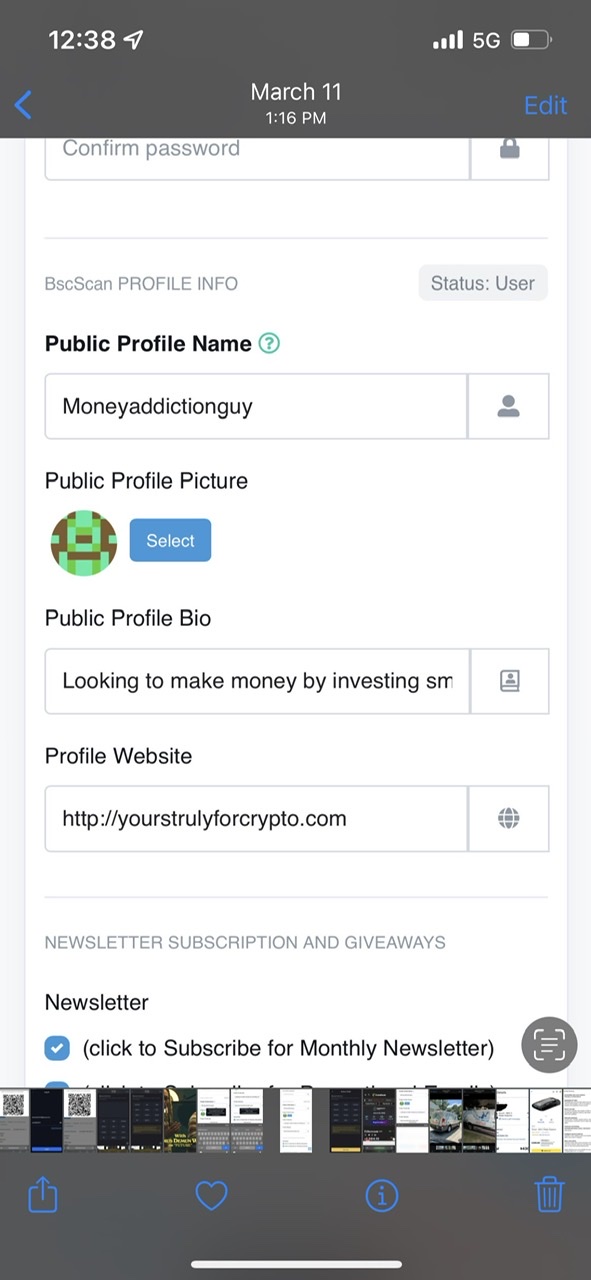 12:38
5G
March 11
1:16 PM
Edit
Confirm password
BscScan PROFILE INFO
Status: User
Public Profile Name ?
Moneyaddictionguy
Public Profile Picture
Select
Public Profile Bio
Looking to make money by investing sm
Profile Website
http://yourstrulyforcrypto.com
NEWSLETTER SUBSCRIPTION AND GIVEAWAYS
Newsletter
(click to Subscribe for Monthly Newsletter)